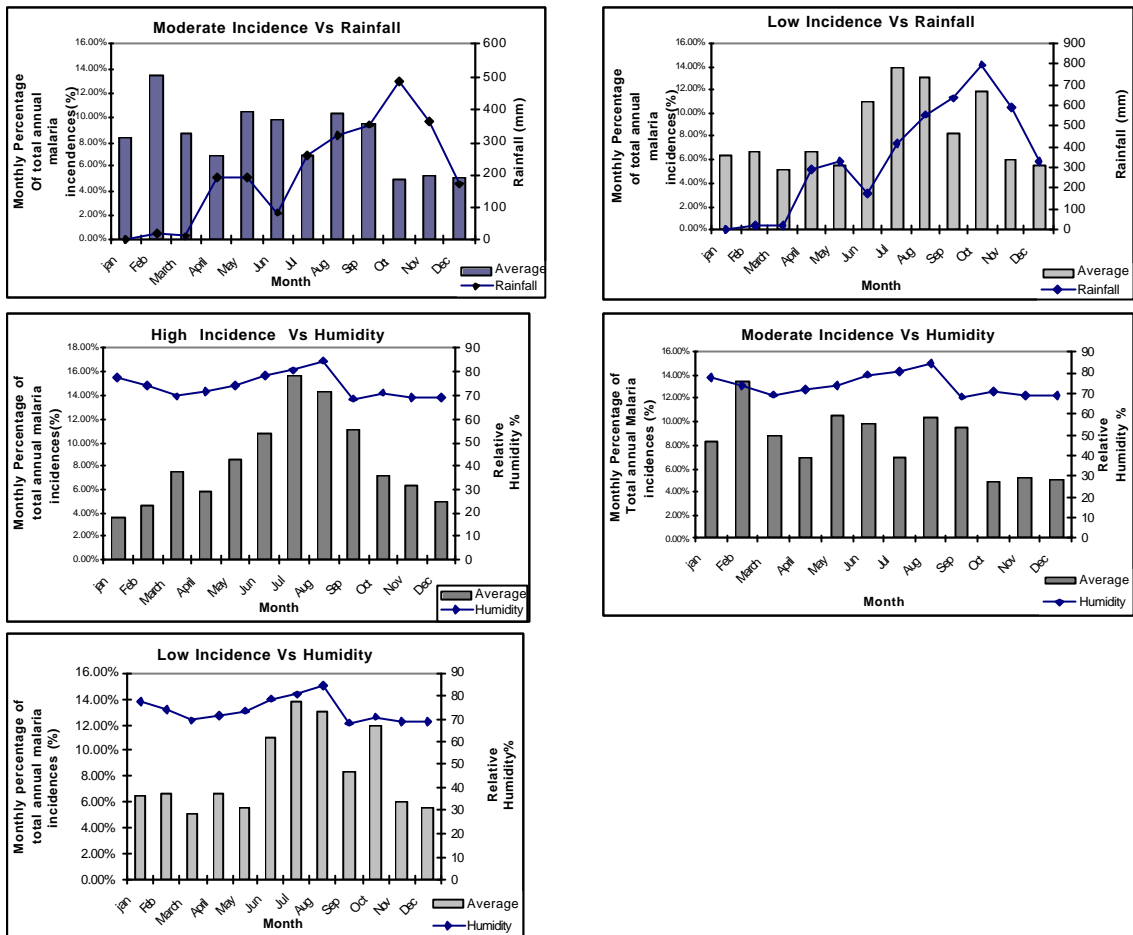 Moderate Incidence Vs Rainfall
Monthly Percentage
Of total annual
malaria
incendences(%)
16.00%
14.00%
12.00%
10.00%
8.00%
6.00%
4.00%
2.00%
0.00%
600
500
400
300
200
100
0
Rainfall (mm)
jan Feb March April May Jun Jul Aug Sep Oct Nov Dec
Month
Average
Rainfall
Low Incidence Vs Rainfall
Monthly Percentage
of total annual
malaria
incidences(%)
16.00%
14.00%
12.00%
10.00%
8.00%
6.00%
4.00%
2.00%
0.00%
900
800
700
600
500
400
300
200
100
0
Rainfall (mm)
jan Feb March April May Jun Jul Aug Sep Oct Nov Dec
Month
Average
Rainfall
High Incidence Vs Humidity
Monthly Percentage of
total annual malaria
incidences(%)
18.00%
16.00%
14.00%
12.00%
10.00%
8.00%
6.00%
4.00%
2.00%
0.00%
90
80
70
60
50
40
30
20
10
0
Relative
Humidity %
jan Feb March April May Jun Jul Aug Sep Oct Nov Dec
Month
Average
Humidity
Moderate Incidence Vs Humidity
Monthly Percentage of
Total annual Malaria
incidences (%)
16.00%
14.00%
12.00%
10.00%
8.00%
6.00%
4.00%
2.00%
0.00%
90
80
70
60
50
40
30
20
10
0
Relative
Humidity %
jan Feb March April May Jun Jul Aug Sep Oct Nov Dec
Month
Average
Humidity
Low Incidence Vs Humidity
Monthly percentage of
total annual malaria
incidences (%)
16.00%
14.00%
12.00%
10.00%
8.00%
6.00%
4.00%
2.00%
0.00%
90
80
70
60
50
40
30
20
10
0
Relative
Humidity%
jan Feb March April May Jun Jul Aug Sep Oct Nov Dec
Month
Average
Humidity